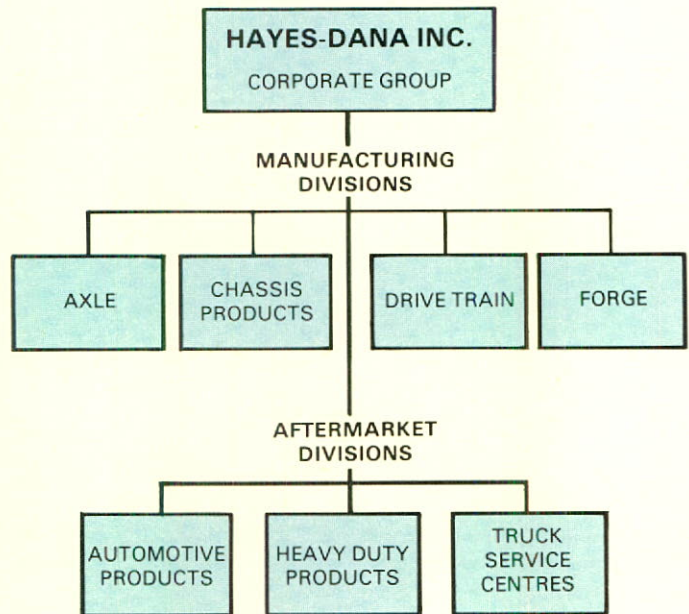 HAYES-DANA INC.
CORPORATE GROUP
MANUFACTURING
DIVISIONS
AXLE
CHASSIS
PRODUCTS
DRIVE TRAIN
FORGE
AFTERMARKET
DIVISIONS
AUTOMOTIVE
PRODUCTS
HEAVY DUTY
PRODUCTS
TRUCK
SERVICE
CENTRES